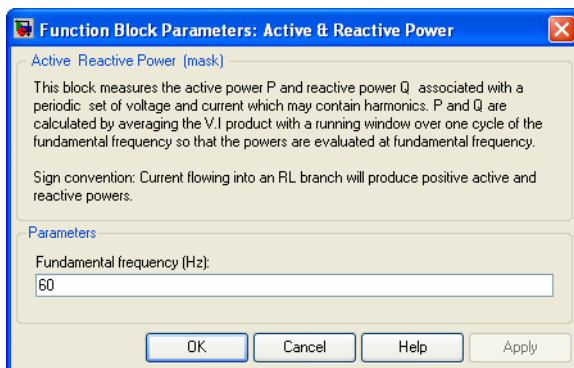 Function Block Parameters: Active & Reactive Power
Active Reactive Power (mask)
This block measures the active power P and reactive power Q associated with a
periodic set of voltage and current which may contain harmonics. P and Q are
calculated by averaging the V.I product with a running window over one cycle of the
fundamental frequency so that the powers are evaluated at fundamental frequency.
Sign convention: Current flowing into an RL branch will produce positive active and
reactive powers.
Parameters
Fundamental frequency (Hz):
60
OK Cancel Help Apply